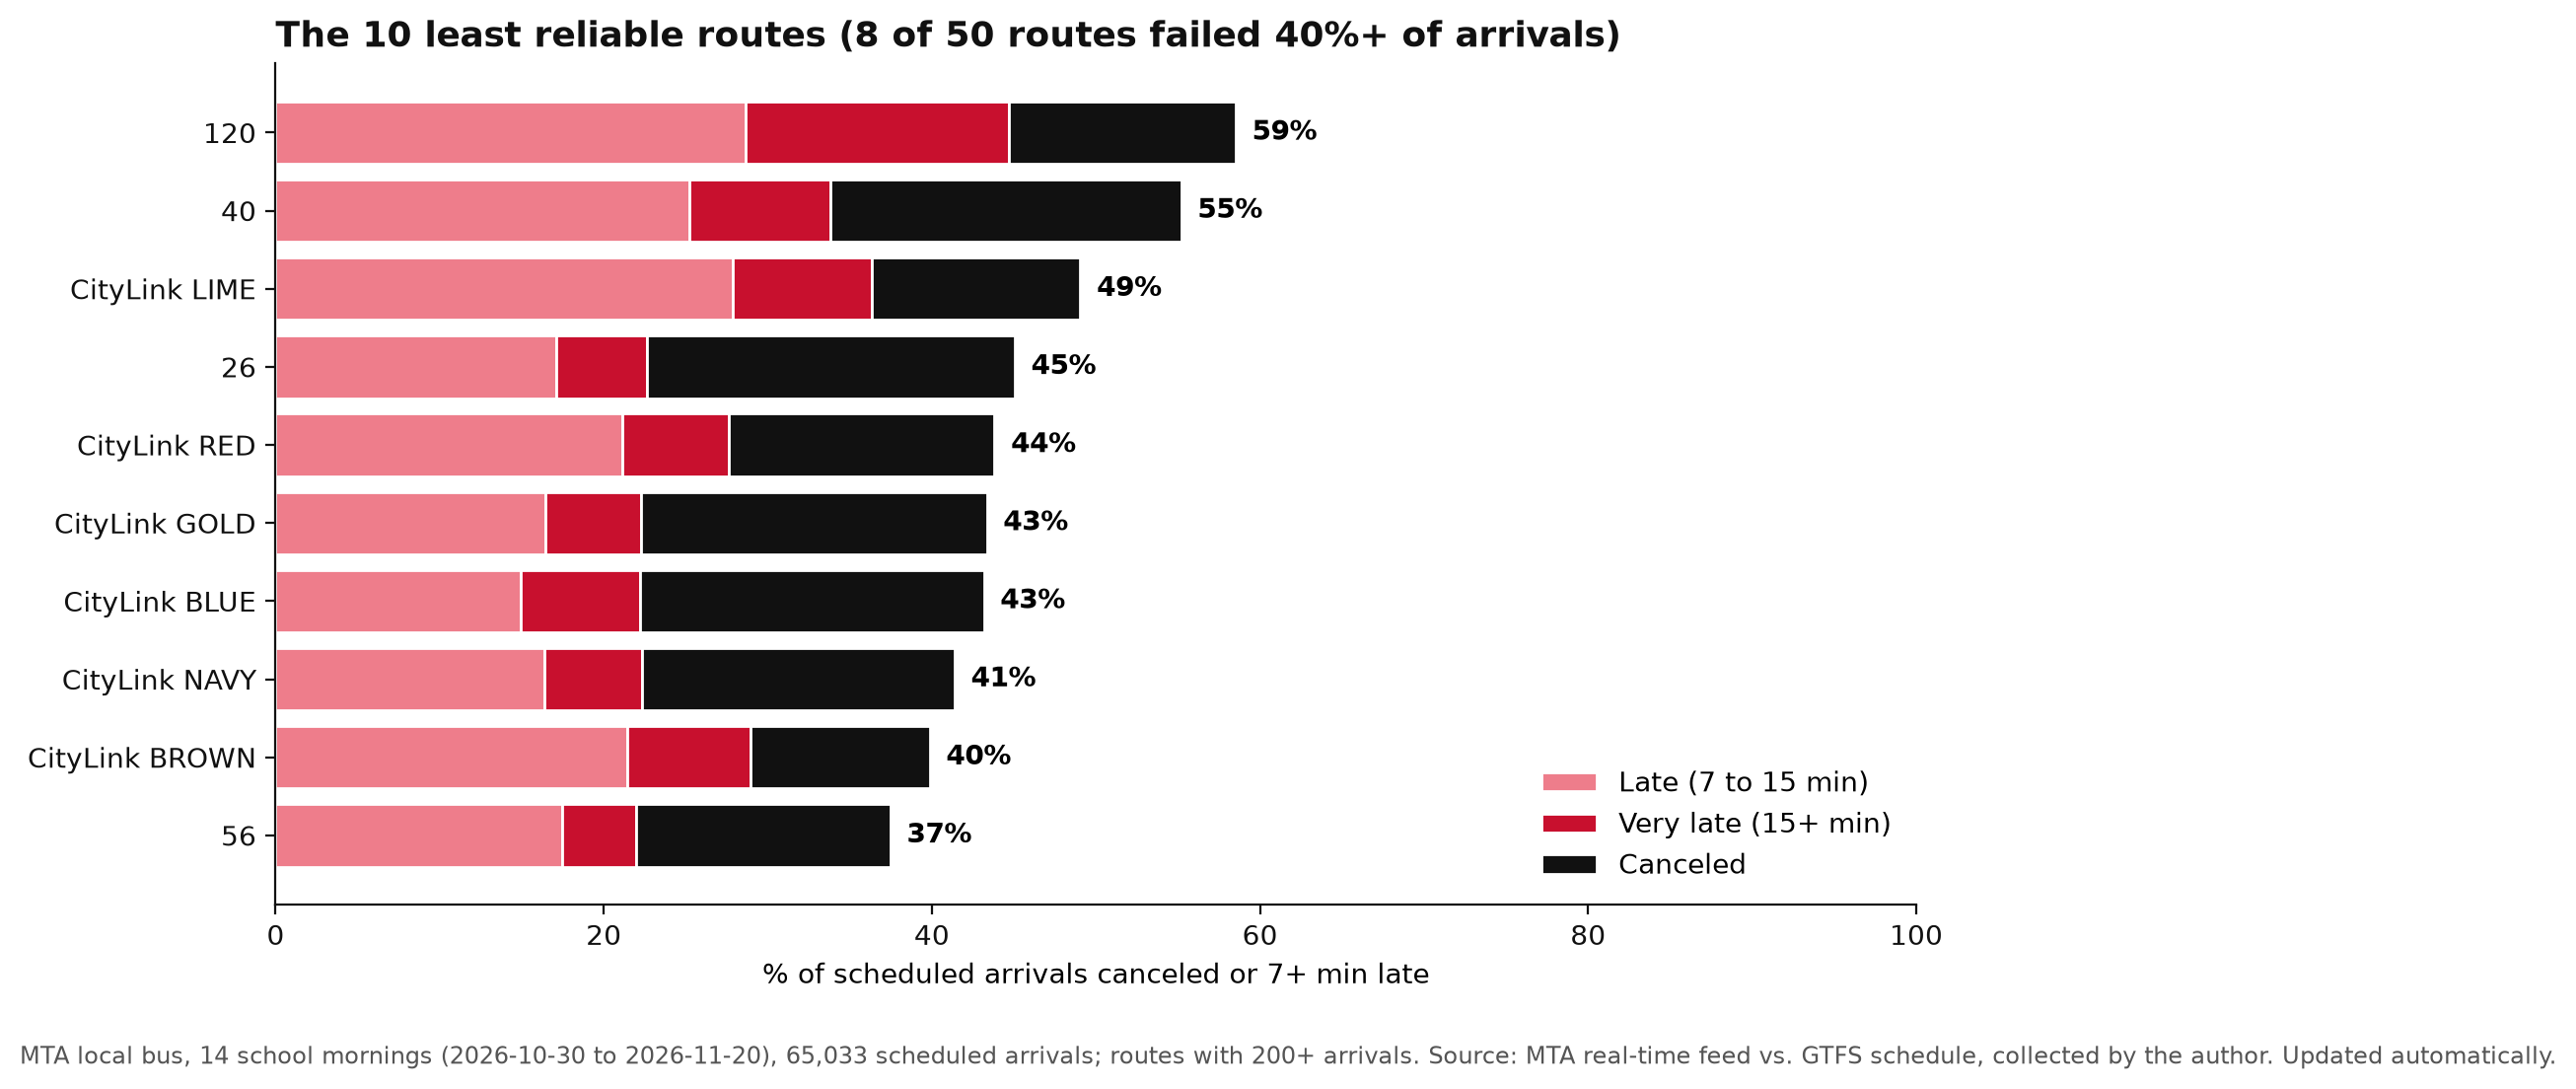 The 10 least reliable routes (8 of 50 routes failed 40%+ of arrivals)
120 59%
40 55%
CityLink LIME 49%
26 45%
CityLink RED 44%
CityLink GOLD 43%
CityLink BLUE 43%
CityLink NAVY 41%
CityLink BROWN 40%
56 37%
Late (7 to 15 min)
Very late (15+ min)
Canceled
0 20 40 60 80 100
% of scheduled arrivals canceled or 7+ min late
MTA local bus, 14 school mornings (2026-10-30 to 2026-11-20), 65,033 scheduled arrivals; routes with 200+ arrivals. Source: MTA real-time feed vs. GTFS schedule, collected by the author. Updated automatically.